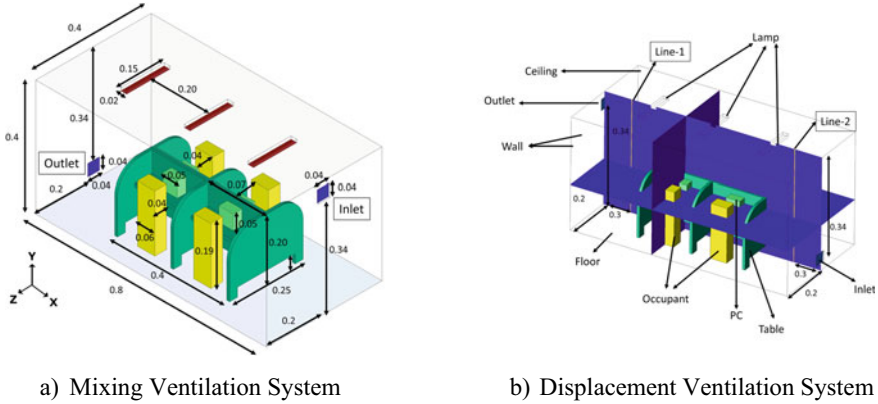 0.4
0.15
0.02
0.20
0.34
0.4
Outlet
0.04
0.04
0.2
0.04
0.05
0.07
0.04
0.05
0.06
0.19
0.20
0.4
0.25
0.8
0.2
0.04
0.04
Inlet
0.34
Y
Z
X
a) Mixing Ventilation System
Lamp
Line-1
Ceiling
Outlet
Line-2
0.34
Wall
0.2
0.3
0.34
Floor
0.3
0.2
Inlet
Occupant
PC
Table
b) Displacement Ventilation System